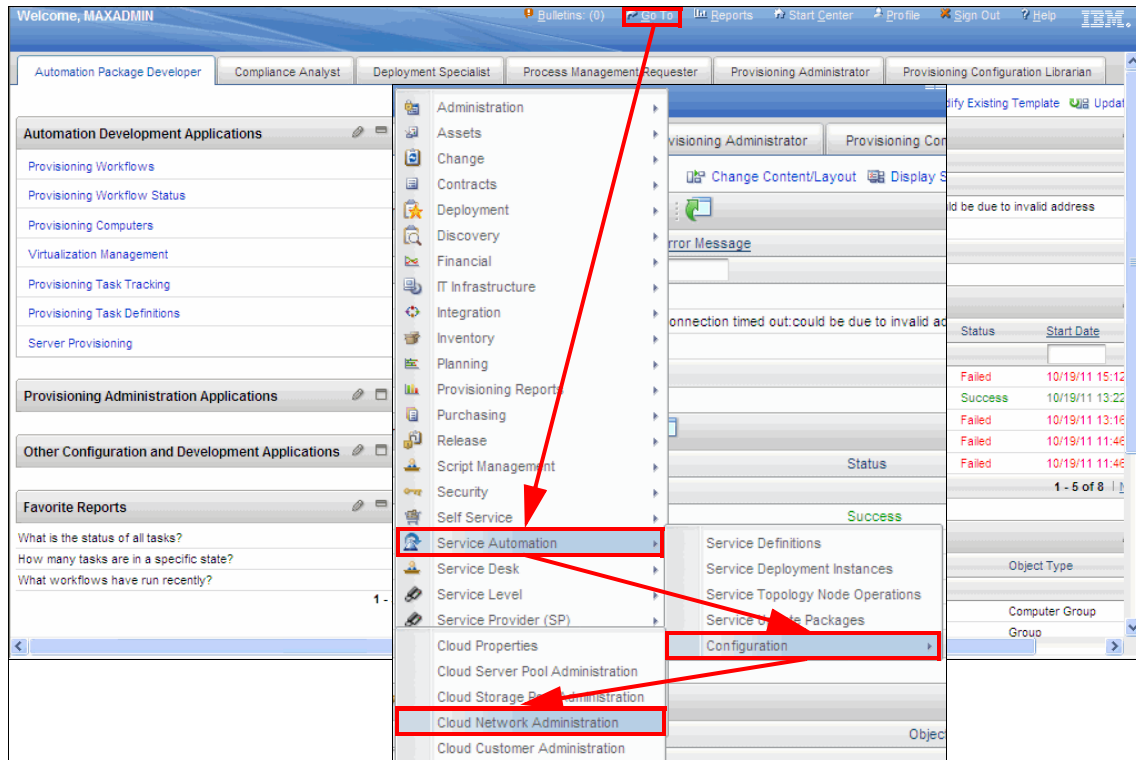 Welcome, MAXADMIN
Bulletins: (0) Go To Reports Start Center Profile Sign Out Help IBM.
Automation Package Developer Compliance Analyst Deployment Specialist Process Management Requester Provisioning Administrator Provisioning Configuration Librarian
dify Existing Template Updat
Automation Development Applications
Provisioning Workflows
Provisioning Workflow Status
Provisioning Computers
Virtualization Management
Provisioning Task Tracking
Provisioning Task Definitions
Server Provisioning
Provisioning Administration Applications
Other Configuration and Development Applications
Favorite Reports
What is the status of all tasks?
How many tasks are in a specific state?
What workflows have run recently?
1 -
Administration
Assets
Change
Contracts
Deployment
Discovery
Financial
IT Infrastructure
Integration
Inventory
Planning
Provisioning Reports
Purchasing
Release
Script Management
Security
Self Service
Service Automation
Service Desk
Service Level
Service Provider (SP)
Cloud Properties
Cloud Server Pool Administration
Cloud Storage Administration
Cloud Network Administration
Cloud Customer Administration
visioning Administrator Provisioning Con
Change Content/Layout Display S
rror Message
onnection timed out:could be due to invalid ad
Status
Success
Service Definitions
Service Deployment Instances
Service Topology Node Operations
Service Packages
Configuration
Objec
ld be due to invalid address
Status Start Date
Failed 10/19/11 15:12
Success 10/19/11 13:22
Failed 10/19/11 13:16
Failed 10/19/11 11:46
Failed 10/19/11 11:46
1 - 5 of 8
Object Type
Computer Group
Group